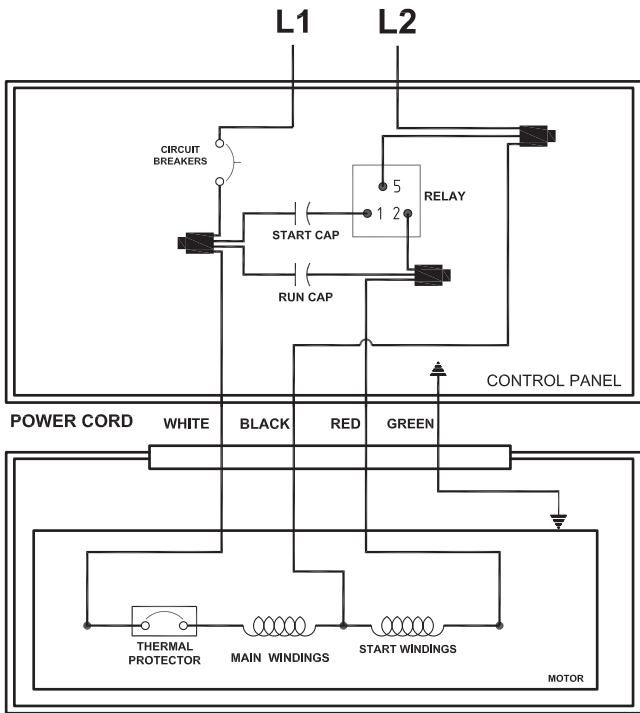 L1 L2
CIRCUIT
BREAKERS
5
RELAY
1 2
START CAP
RUN CAP
CONTROL PANEL
POWER CORD WHITE BLACK RED GREEN
THERMAL
PROTECTOR
MAIN WINDINGS
START WINDINGS
MOTOR